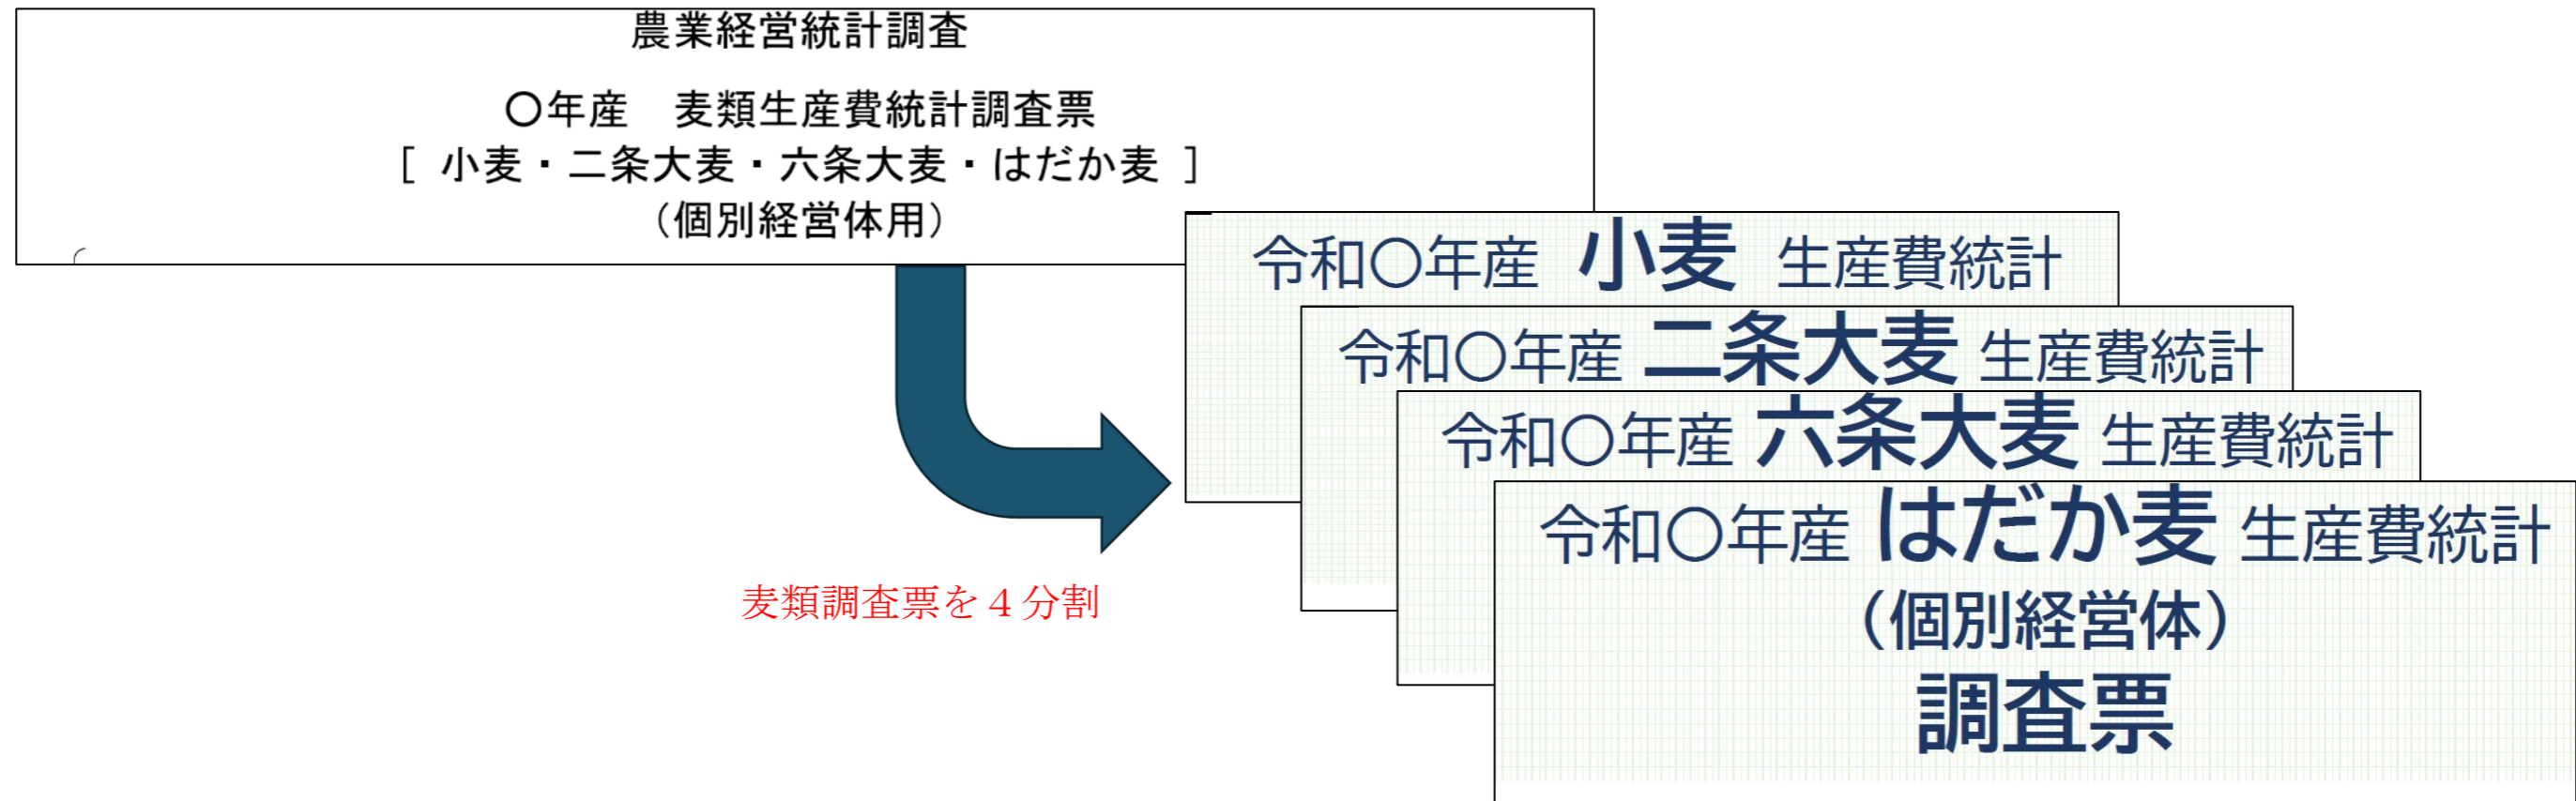 農業経営統計調査
〇年産　麦類生産費統計調査票
[ 小麦・二条大麦・六条大麦・はだか麦 ]
（個別経営体用）
令和〇年産 小麦 生産費統計
令和〇年産 二条大麦 生産費統計
令和〇年産 六条大麦 生産費統計
令和〇年産 はだか麦 生産費統計
（個別経営体）
調査票
麦類調査票を４分割